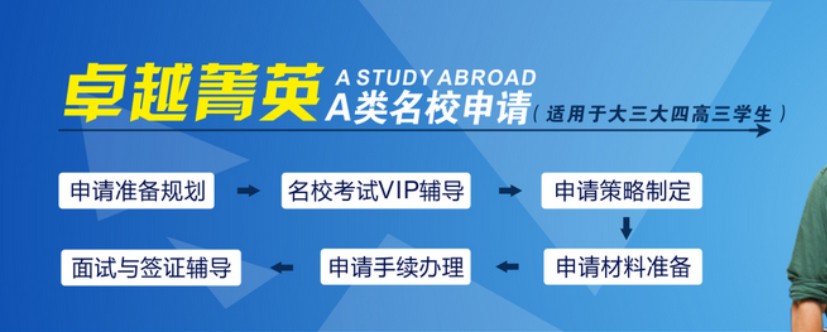 卓越菁英
A STUDY ABROAD
A类名校申请(适用于大三大四高三学生)
申请准备规划
名校考试VIP辅导
申请策略制定
申请材料准备
申请手续办理
面试与签证辅导